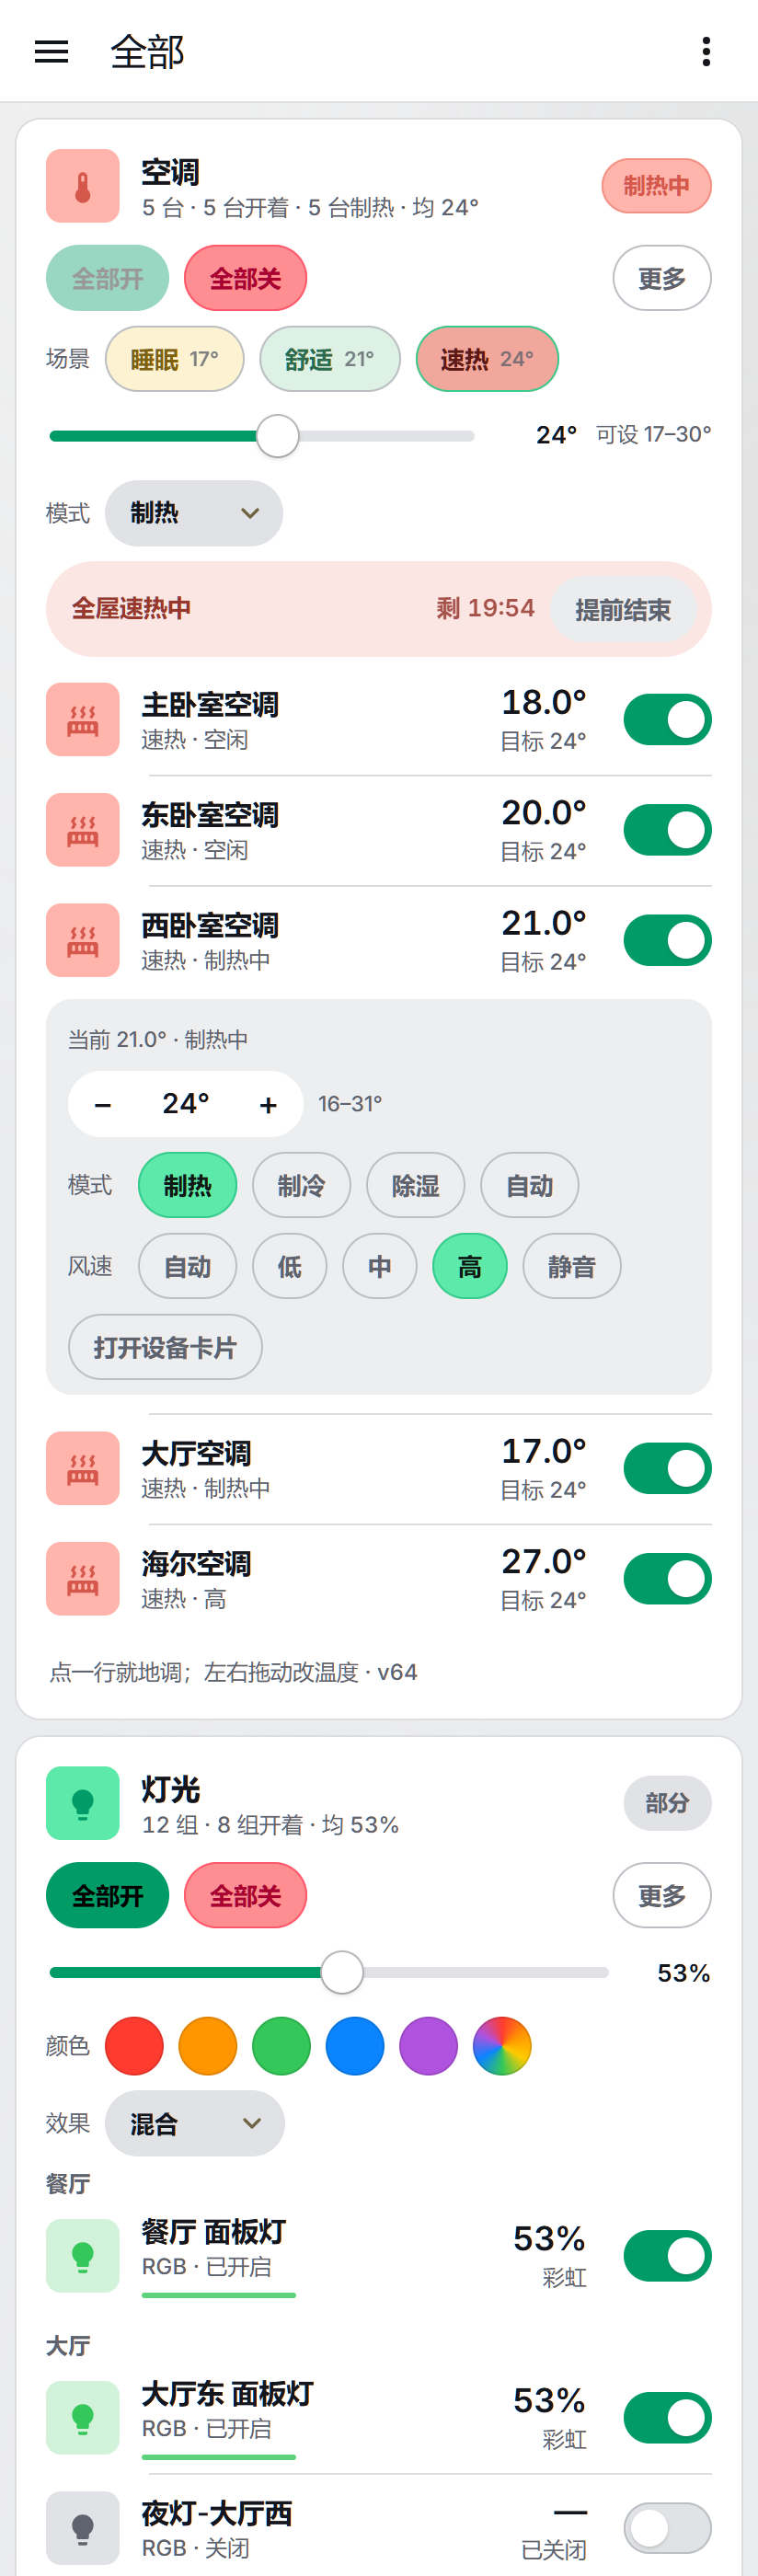 全部
空调
5 台 · 5 台开着 · 5 台制热 · 均 24°
制热中
全部开 全部关 更多
场景 睡眠 17° 舒适 21° 速热 24°
24° 可设 17–30°
模式 制热
全屋速热中 剩 19:54 提前结束
主卧室空调 18.0°
速热 · 空闲 目标 24°
东卧室空调 20.0°
速热 · 空闲 目标 24°
西卧室空调 21.0°
速热 · 制热中 目标 24°
当前 21.0° · 制热中
− 24° + 16–31°
模式 制热 制冷 除湿 自动
风速 自动 低 中 高 静音
打开设备卡片
大厅空调 17.0°
速热 · 制热中 目标 24°
海尔空调 27.0°
速热 · 高 目标 24°
点一行就地调；左右拖动改温度 · v64
灯光
12 组 · 8 组开着 · 均 53%
部分
全部开 全部关 更多
53%
颜色
效果 混合
餐厅
餐厅 面板灯 53%
RGB · 已开启 彩虹
大厅
大厅东 面板灯 53%
RGB · 已开启 彩虹
夜灯-大厅西 —
RGB · 关闭 已关闭